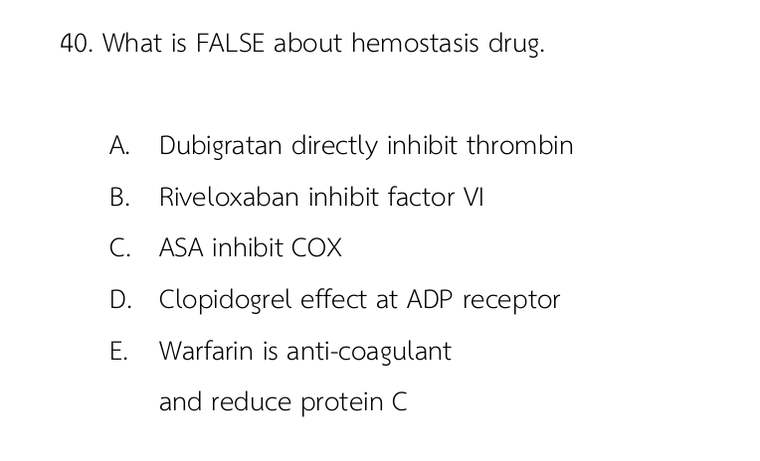 40. What is FALSE about hemostasis drug.
A. Dubigratan directly inhibit thrombin
B. Riveloxaban inhibit factor VI
C. ASA inhibit COX
D. Clopidogrel effect at ADP receptor
E. Warfarin is anti-coagulant
and reduce protein C